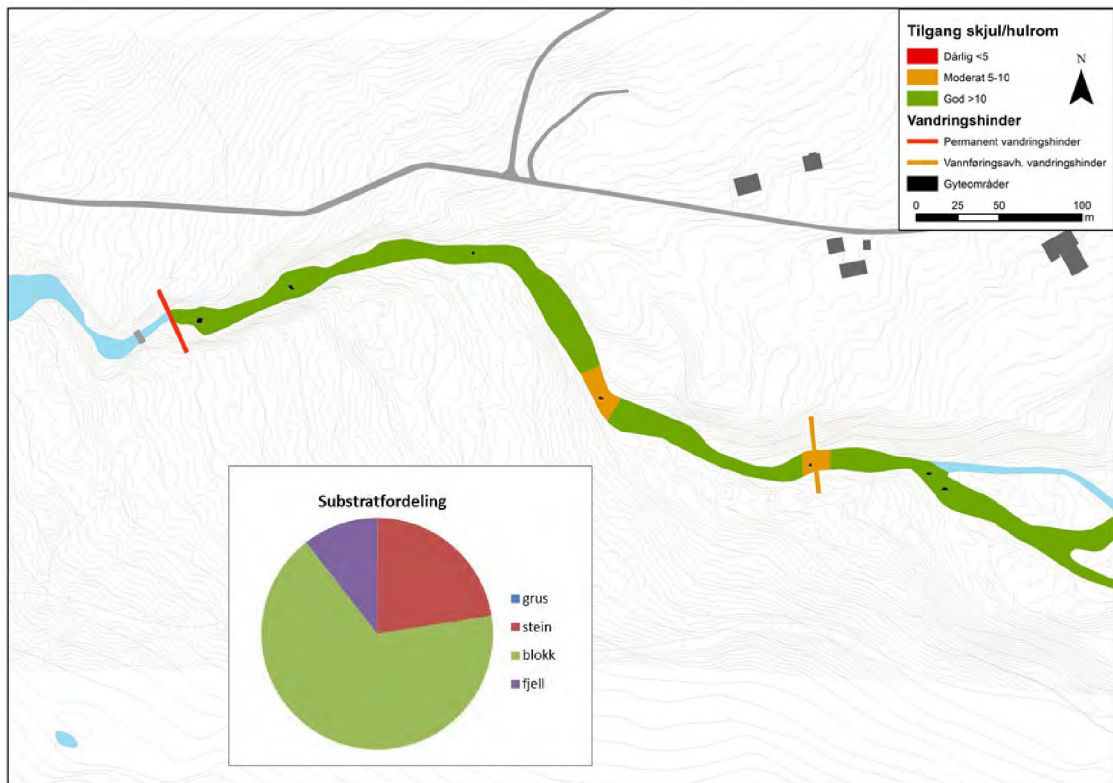 Tilgang skjul/hulrom
Dårlig <5
Moderat 5-10
God >10
N
Vandringshinder
Permanent vandringshinder
Vannføringsavh. vandringshinder
Gyteområder
0 25 50 100
m
Substratfordeling
grus
stein
blokk
fjell